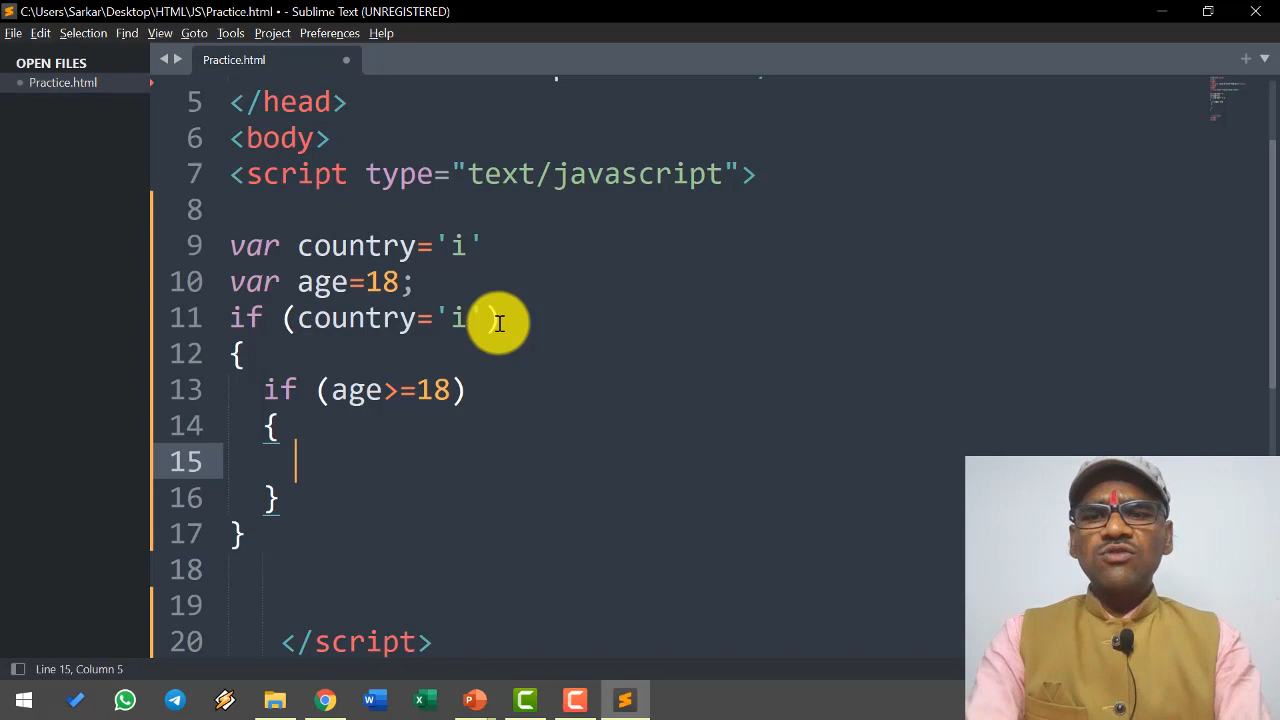 C:\Users\Sarkar\Desktop\HTML\JS\Practice.html • - Sublime Text (UNREGISTERED)
File Edit Selection Find View Goto Tools Project Preferences Help
OPEN FILES
Practice.html
Practice.html
5 </head>
6 <body>
7 <script type="text/javascript">
8
9 var country='i'
10 var age=18;
11 if (country='i')
12 {
13 if (age>=18)
14 {
15
16 }
17 }
18
19
20 </script>
Line 15, Column 5